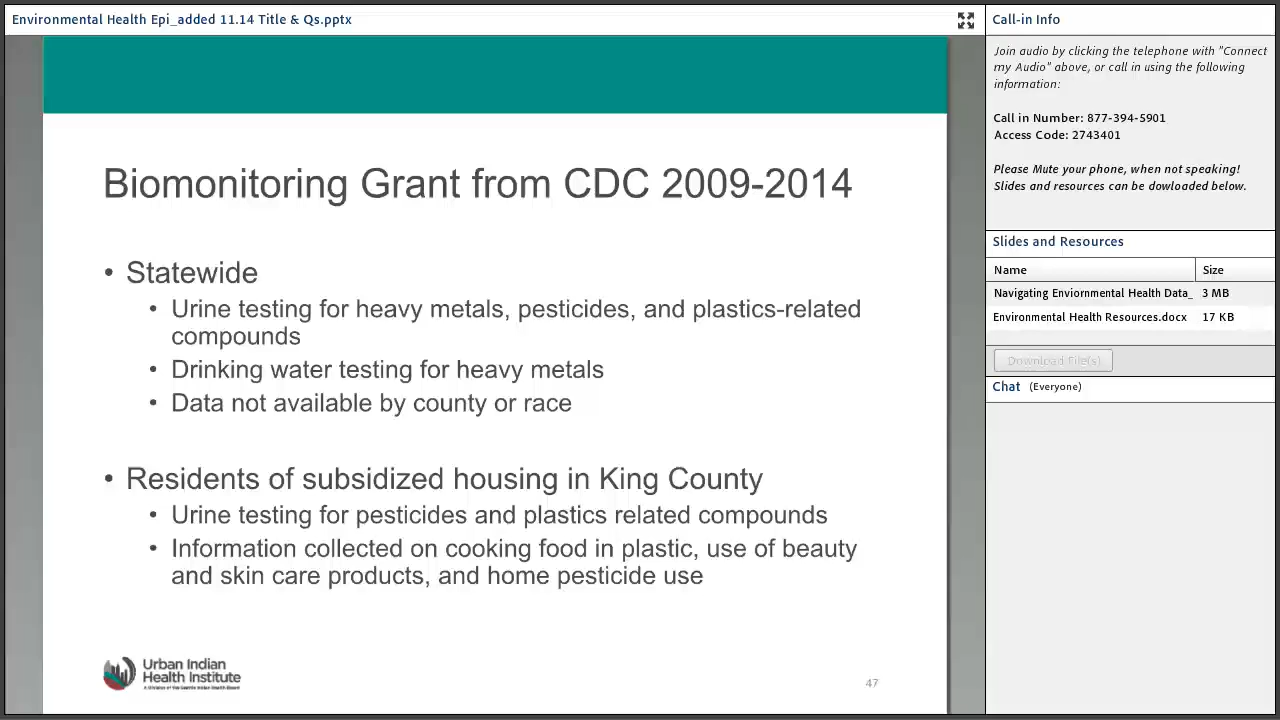 Environmental Health Epi_added 11.14 Title & Qs.pptx
Biomonitoring Grant from CDC 2009-2014
• Statewide
• Urine testing for heavy metals, pesticides, and plastics-related
compounds
• Drinking water testing for heavy metals
• Data not available by county or race
• Residents of subsidized housing in King County
• Urine testing for pesticides and plastics related compounds
• Information collected on cooking food in plastic, use of beauty
and skin care products, and home pesticide use
Urban Indian
Health Institute
A Division of the Seattle Indian Health Board
47
Call-in Info
Join audio by clicking the telephone with "Connect
my Audio" above, or call in using the following
information:
Call in Number: 877-394-5901
Access Code: 2743401
Please Mute your phone, when not speaking!
Slides and resources can be dowloaded below.
Slides and Resources
Name Size
Navigating Enviornmental Health Data_ 3 MB
Environmental Health Resources.docx 17 KB
Download File(s)
Chat (Everyone)